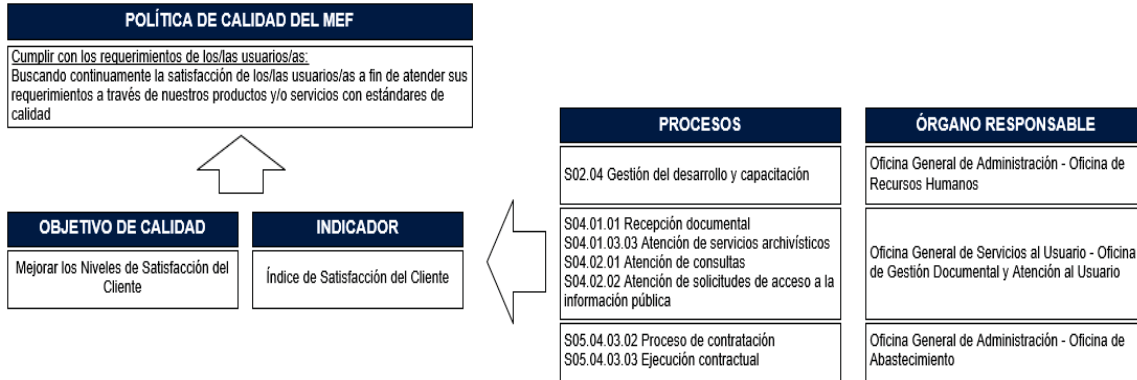 POLÍTICA DE CALIDAD DEL MEF
Cumplir con los requerimientos de los/las usuarios/as:
Buscando continuamente la satisfacción de los/las usuarios/as a fin de atender sus
requerimientos a través de nuestros productos y/o servicios con estándares de
calidad
OBJETIVO DE CALIDAD
Mejorar los Niveles de Satisfacción del
Cliente
INDICADOR
Índice de Satisfacción del Cliente
PROCESOS
ÓRGANO RESPONSABLE
S02.04 Gestión del desarrollo y capacitación
Oficina General de Administración - Oficina de
Recursos Humanos
S04.01.01 Recepción documental
S04.01.03.03 Atención de servicios archivísticos
S04.02.01 Atención de consultas
S04.02.02 Atención de solicitudes de acceso a la
información pública
Oficina General de Servicios al Usuario - Oficina
de Gestión Documental y Atención al Usuario
S05.04.03.02 Proceso de contratación
S05.04.03.03 Ejecución contractual
Oficina General de Administración - Oficina de
Abastecimiento